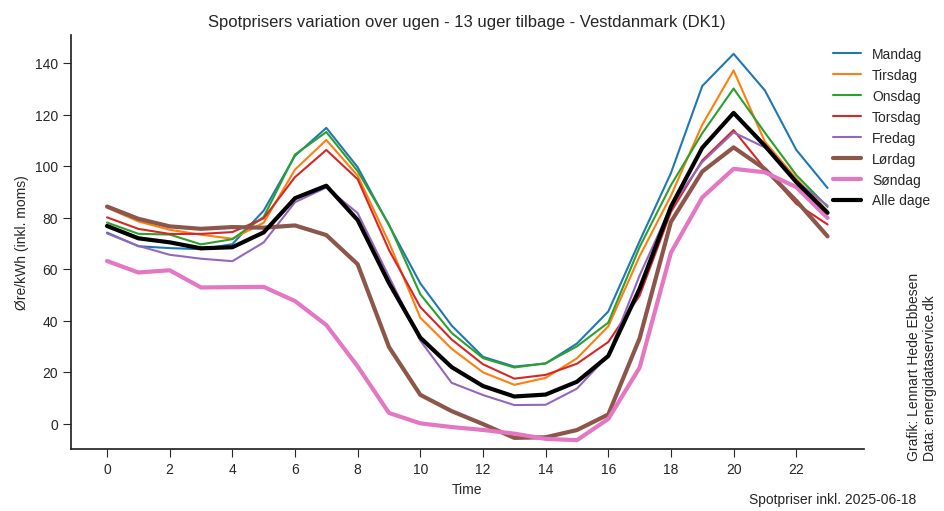 Spotprisers variation over ugen - 13 uger tilbage - Vestdanmark (DK1)
Øre/kWh (inkl. moms)
140
120
100
80
60
40
20
0
0 2 4 6 8 10 12 14 16 18 20 22
Time
Mandag
Tirsdag
Onsdag
Torsdag
Fredag
Lørdag
Søndag
Alle dage
Grafik: Lennart Hede Ebbesen
Data: energidataservice.dk
Spotpriser inkl. 2025-06-18